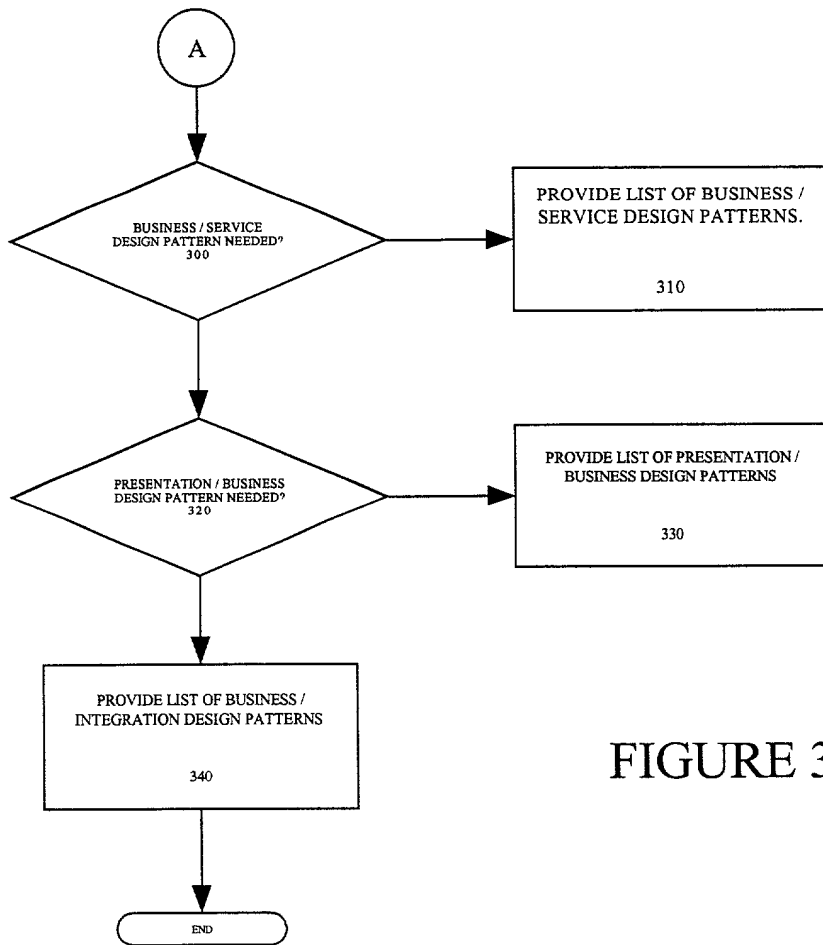 A
BUSINESS / SERVICE
DESIGN PATTERN NEEDED?
300
PROVIDE LIST OF BUSINESS /
SERVICE DESIGN PATTERNS.
310
PRESENTATION / BUSINESS
DESIGN PATTERN NEEDED?
320
PROVIDE LIST OF PRESENTATION /
BUSINESS DESIGN PATTERNS
330
PROVIDE LIST OF BUSINESS /
INTEGRATION DESIGN PATTERNS
340
FIGURE 3
END